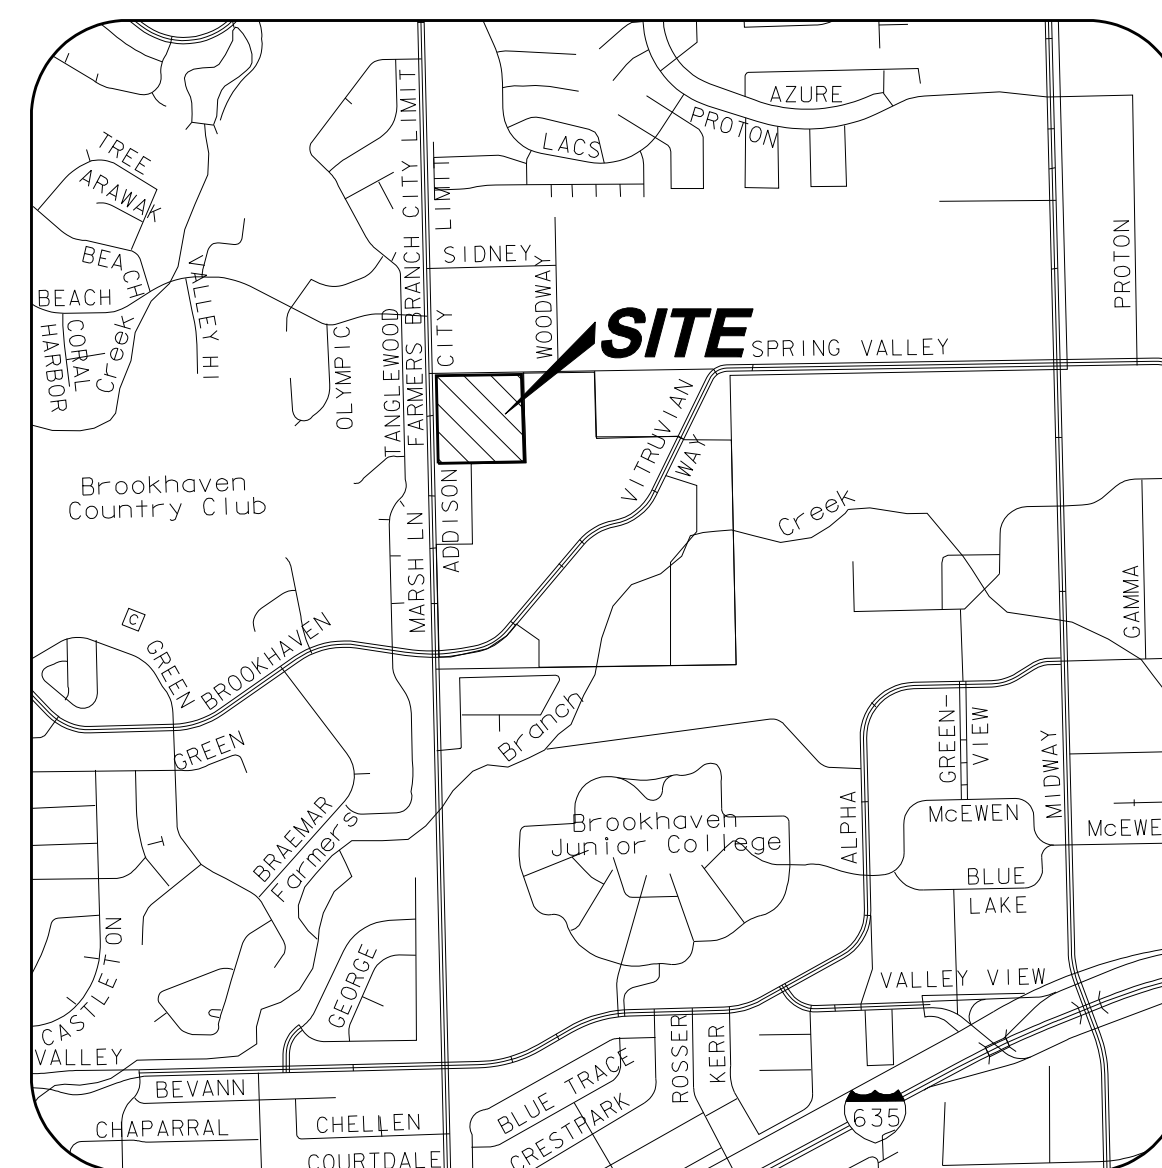 AZURE
PROTON
LACS
TREE
ARAWAK
BEACH
BEACH
HARBOR
CORAL
Creek
VALLEY HI
OLYMPIC
TANGLEWOOD
FARMERS BRANCH CITY LIMIT
CITY LIMIT
SIDNEY
WOODWAY
PROTON
SITE
SPRING VALLEY
VITRUVIAN
WAY
ADDISON
MARSH LN
Brookhaven
Country Club
Creek
GAMMA
C
GREEN
BROOKHAVEN
GREEN
Branch
GREEN-
VIEW
MIDWAY
ALPHA
McEWEN
McEWE
BLUE
LAKE
Brookhaven
Junior College
BRAEMAR
Farmers
CASTLETON
GEORGE
VALLEY VIEW
VALLEY
BEVANN
CHAPARRAL
CHELLEN
COURTDALE
BLUE TRACE
CRESTPARK
ROSSER
KERR
635